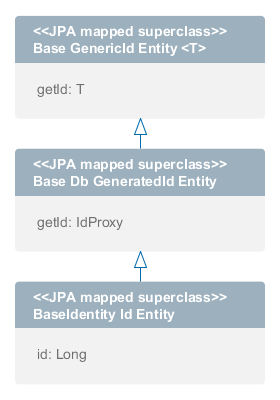 <<JPA mapped superclass>>
Base GenericId Entity <T>
getId: T
<<JPA mapped superclass>>
Base Db GeneratedId Entity
getId: IdProxy
<<JPA mapped superclass>>
BaseIdentity Id Entity
id: Long